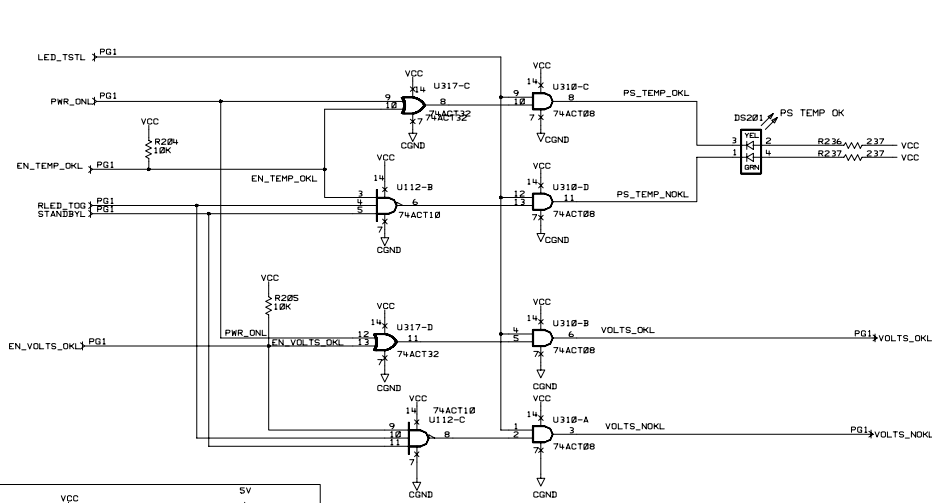 LED_TSTL PG1
PWR_ONL PG1
VCC
R204
10K
EN_TEMP_OKL PG1
EN_TEMP_OKL
RLED_TOG PG1
STANDBYL PG1
VCC
14 U317-C
9
10
8
74ACT32
74ACT32
7
CGND
VCC
14 U310-C
9
10
8
74ACT08
7
CGND
PS_TEMP_OKL
DS201
PS TEMP OK
YEL
3 2
1 4
GRN
R236 237 VCC
R237 237 VCC
VCC
14 U112-B
3
4
5
6
74ACT10
7
CGND
VCC
14 U310-D
12
13
11
74ACT08
7
CGND
PS_TEMP_NOKL
VCC
R205
10K
EN_VOLTS_OKL PG1
PWR_ONL
EN_VOLTS_OKL
VCC
14 U317-D
12
13
11
74ACT32
7
CGND
VCC
14 U310-B
4
5
6
74ACT08
7
CGND
VOLTS_OKL
PG1 VOLTS_OKL
VCC
14 74ACT10
U112-C
9
10
11
8
7
CGND
VCC
14 U310-A
1
2
3
74ACT08
7
CGND
VOLTS_NOKL
PG1 VOLTS_NOKL
VCC
5V